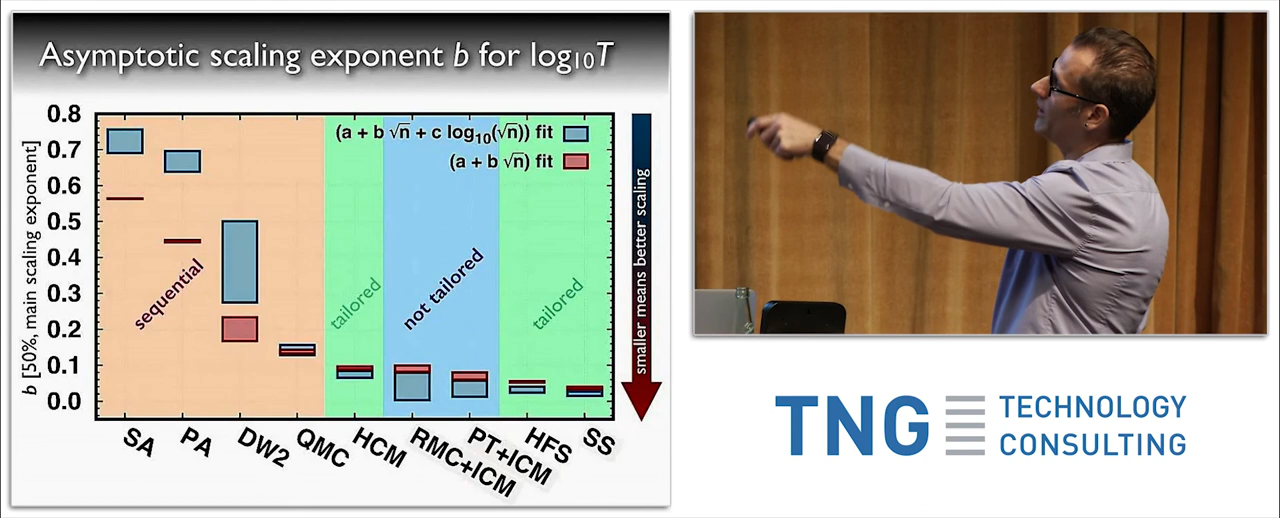 Asymptotic scaling exponent b for log₁₀T
b [50%, main scaling exponent]
0.8
0.7
0.6
0.5
0.4
0.3
0.2
0.1
0.0
(a + b √n + c log₁₀(√n)) fit
(a + b √n) fit
sequential
tailored
not tailored
tailored
smaller means better scaling
SA
PA
DW2
QMC
HCM
RMC+ICM
PT+ICM
HFS
SS
TNG
TECHNOLOGY
CONSULTING